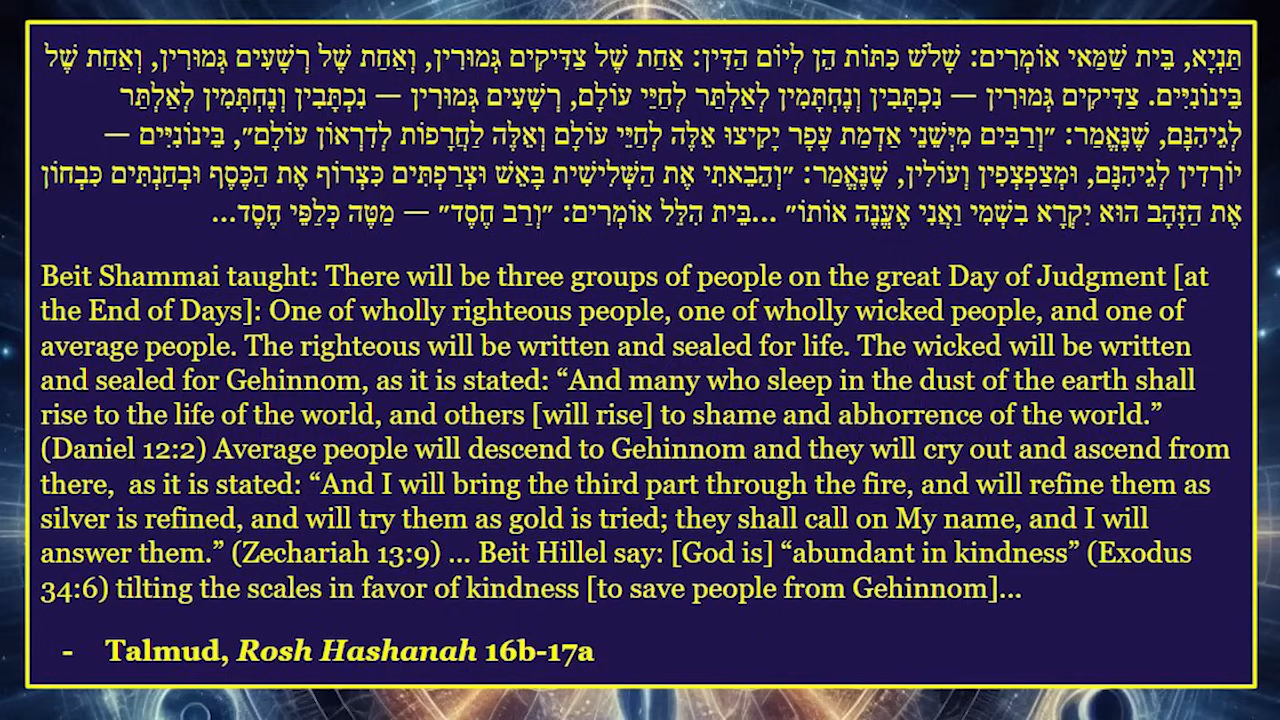 תַּנְיָא, בֵּית שַׁמַּאי אוֹמְרִים: שָׁלֹשׁ כִּתּוֹת הֵן לְיוֹם הַדִּין: אַחַת שֶׁל צַדִּיקִים גְּמוּרִין, וְאַחַת שֶׁל רְשָׁעִים גְּמוּרִין, וְאַחַת שֶׁל
בֵּינוֹנִיִּים. צַדִּיקִים גְּמוּרִין — נִכְתָּבִין וְנֶחְתָּמִין לְאַלְתַּר לְחַיֵּי עוֹלָם, רְשָׁעִים גְּמוּרִין — נִכְתָּבִין וְנֶחְתָּמִין לְאַלְתַּר
לְגֵיהִנָּם, שֶׁנֶּאֱמַר: ״וְרַבִּים מִיְּשֵׁנֵי אַדְמַת עָפָר יָקִיצוּ אֵלֶּה לְחַיֵּי עוֹלָם וְאֵלֶּה לַחֲרָפוֹת לְדִרְאוֹן עוֹלָם״, בֵּינוֹנִיִּים —
יוֹרְדִין לְגֵיהִנָּם, וּמְצַפְצְפִין וְעוֹלִין, שֶׁנֶּאֱמַר: ״וְהֵבֵאתִי אֶת הַשְּׁלִישִׁית בָּאֵשׁ וּצְרַפְתִּים כִּצְרוֹף אֶת הַכֶּסֶף וּבְחַנְתִּים כִּבְחוֹן
אֶת הַזָּהָב הוּא יִקְרָא בִשְׁמִי וַאֲנִי אֶעֱנֶה אוֹתוֹ״ ...בֵּית הִלֵּל אוֹמְרִים: ״וְרַב חֶסֶד״ — מַטֶּה כְּלַפֵּי חֶסֶד...
Beit Shammai taught: There will be three groups of people on the great Day of Judgment [at
the End of Days]: One of wholly righteous people, one of wholly wicked people, and one of
average people. The righteous will be written and sealed for life. The wicked will be written
and sealed for Gehinnom, as it is stated: “And many who sleep in the dust of the earth shall
rise to the life of the world, and others [will rise] to shame and abhorrence of the world.”
(Daniel 12:2) Average people will descend to Gehinnom and they will cry out and ascend from
there,  as it is stated: “And I will bring the third part through the fire, and will refine them as
silver is refined, and will try them as gold is tried; they shall call on My name, and I will
answer them.” (Zechariah 13:9) ... Beit Hillel say: [God is] “abundant in kindness” (Exodus
34:6) tilting the scales in favor of kindness [to save people from Gehinnom]...
- Talmud, Rosh Hashanah 16b-17a